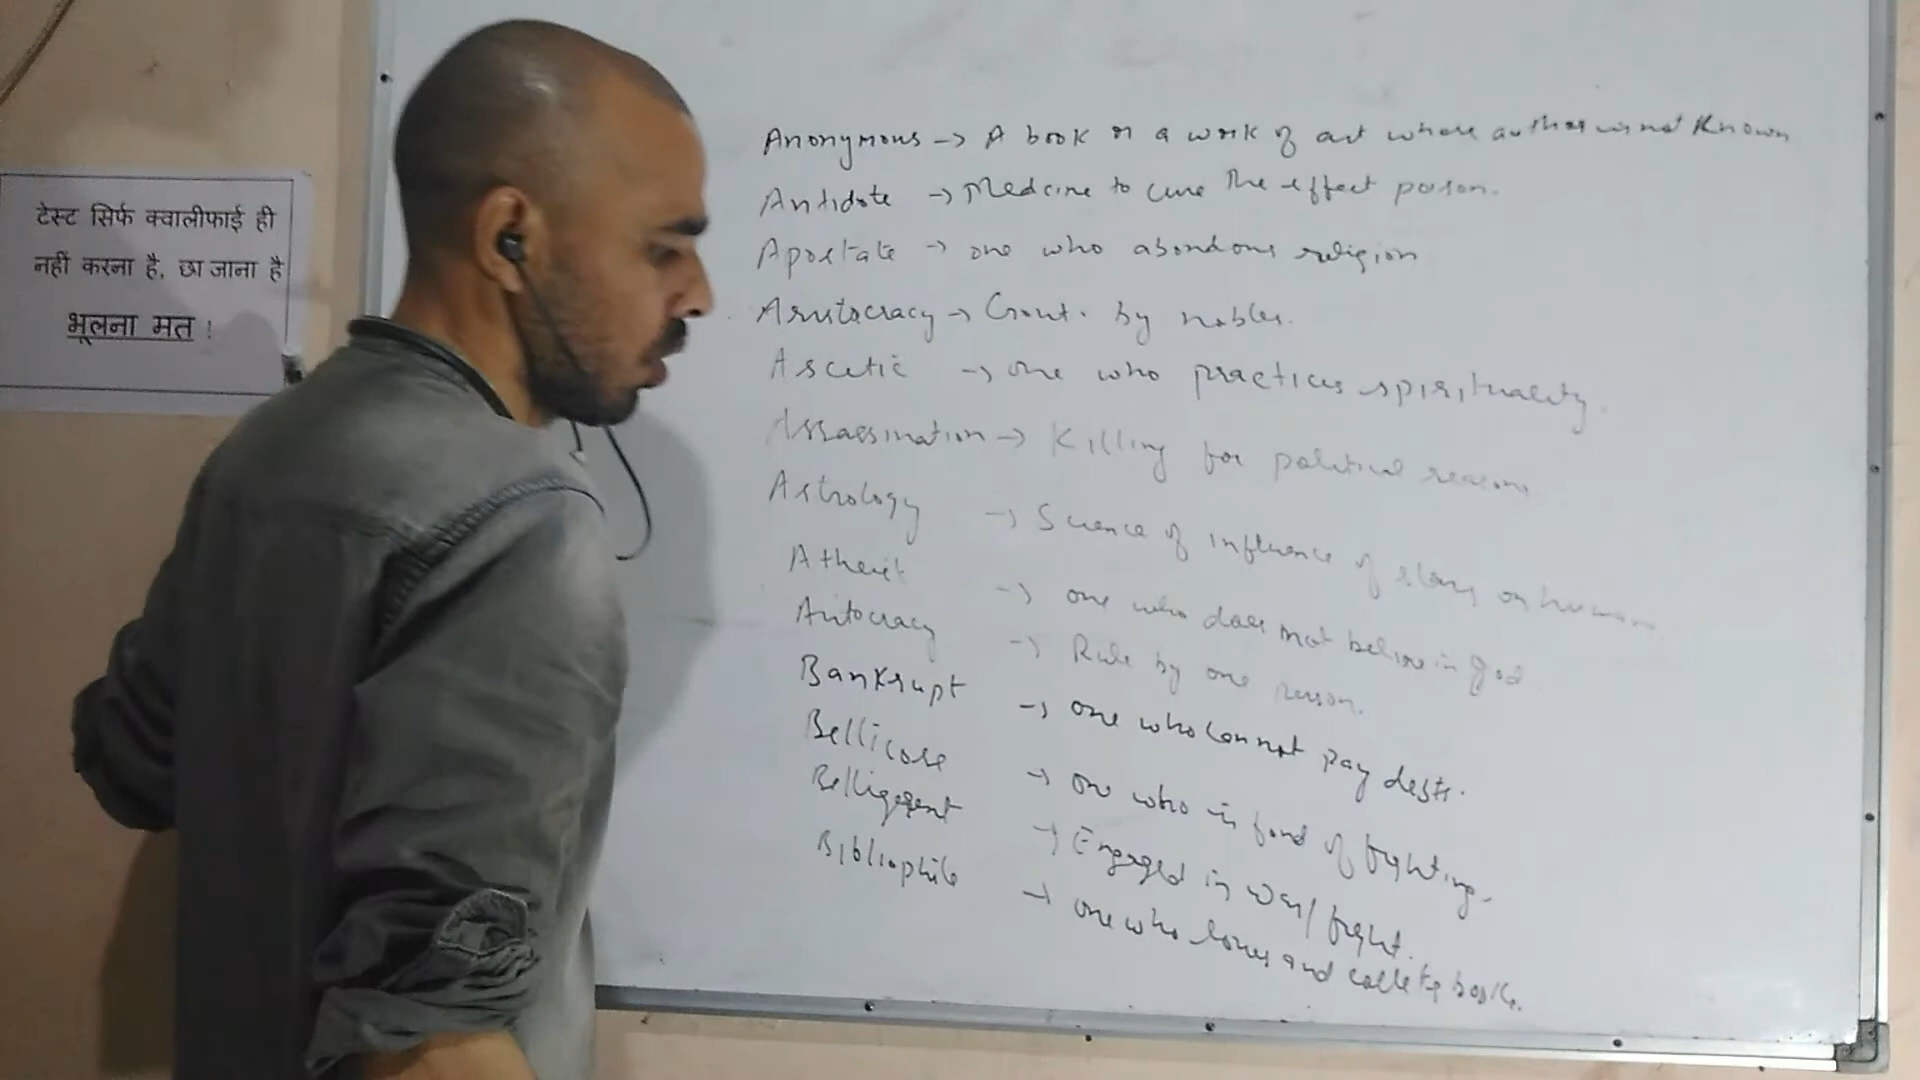 टेस्ट सिर्फ क्वालीफाई ही
नहीं करना है, छा जाना है
भूलना मत !
Anonymous -> A book or a work of art whose author is not Known
Antidote -> Medicine to cure the effect poison.
Apostate -> one who abondons religion
Aristocracy -> Govt. by nobles.
Ascetic -> one who practices spirituality.
Assassination -> Killing for political reasons
Astrology -> Science of influence of stars on human
Atheist -> one who does not believe in god
Autocracy -> Rule by one person.
Bankrupt -> one who cannot pay debts.
Bellicose -> one who is fond of fighting.
Belligerent -> Engaged in war/fight.
Bibliophile -> one who loves and collects books.